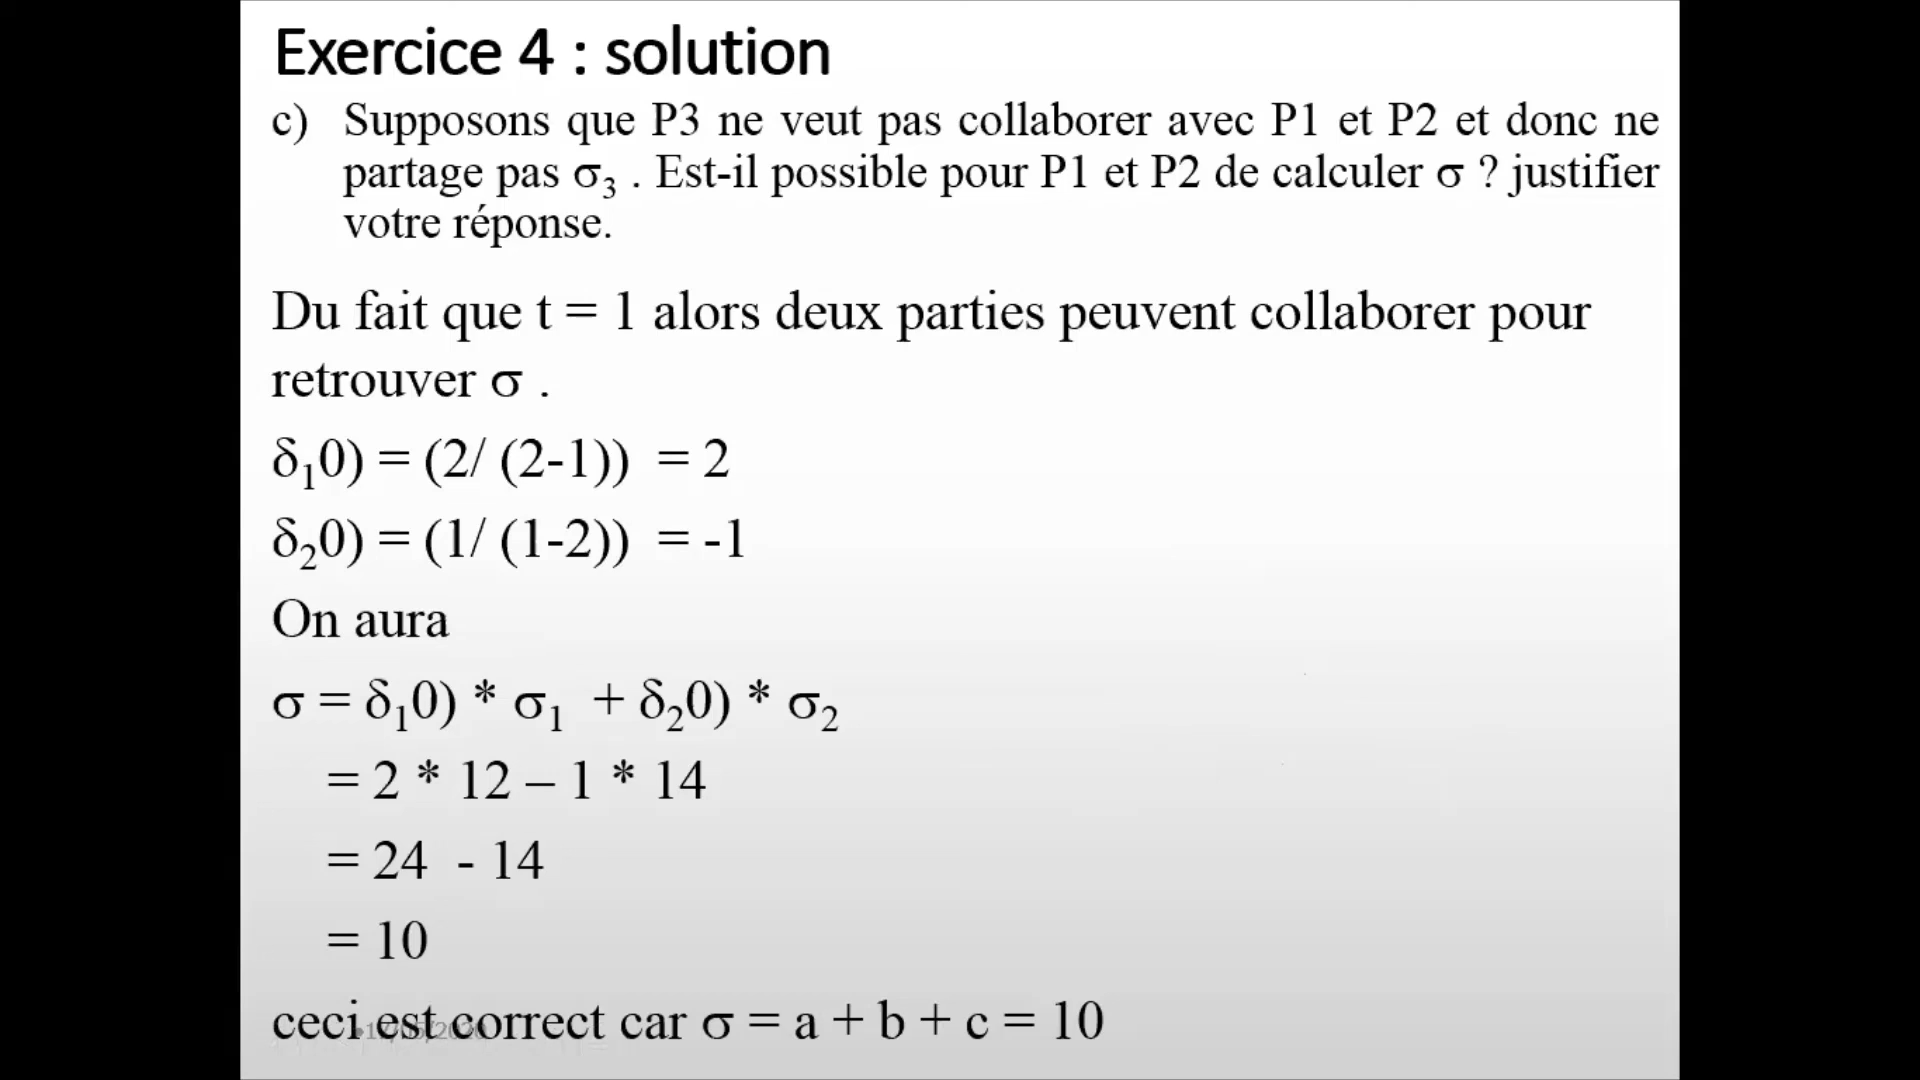 Exercice 4 : solution
c) Supposons que P3 ne veut pas collaborer avec P1 et P2 et donc ne
partage pas σ₃ . Est-il possible pour P1 et P2 de calculer σ ? justifier
votre réponse.
Du fait que t = 1 alors deux parties peuvent collaborer pour
retrouver σ .
δ₁0) = (2/ (2-1)) = 2
δ₂0) = (1/ (1-2)) = -1
On aura
σ = δ₁0) * σ₁ + δ₂0) * σ₂
= 2 * 12 – 1 * 14
= 24 - 14
= 10
ceci est correct car σ = a + b + c = 10